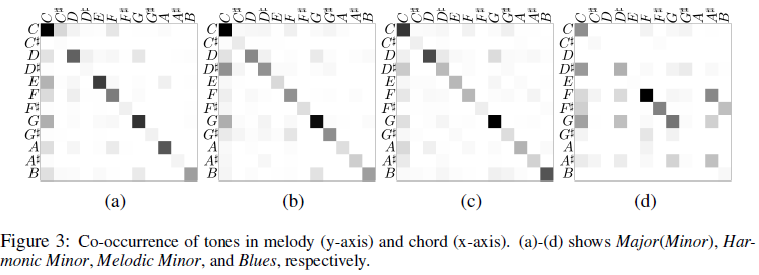 C C♯ D D♯ E F F♯ G G♯ A A♯ B
C C♯ D D♯ E F F♯ G G♯ A A♯ B
C C♯ D D♯ E F F♯ G G♯ A A♯ B
C C♯ D D♯ E F F♯ G G♯ A A♯ B
C
C♯
D
D♯
E
F
F♯
G
G♯
A
A♯
B
C
C♯
D
D♯
E
F
F♯
G
G♯
A
A♯
B
C
C♯
D
D♯
E
F
F♯
G
G♯
A
A♯
B
C
C♯
D
D♯
E
F
F♯
G
G♯
A
A♯
B
(a) (b) (c) (d)
Figure 3: Co-occurrence of tones in melody (y-axis) and chord (x-axis). (a)-(d) shows Major(Minor), Har-
monic Minor, Melodic Minor, and Blues, respectively.